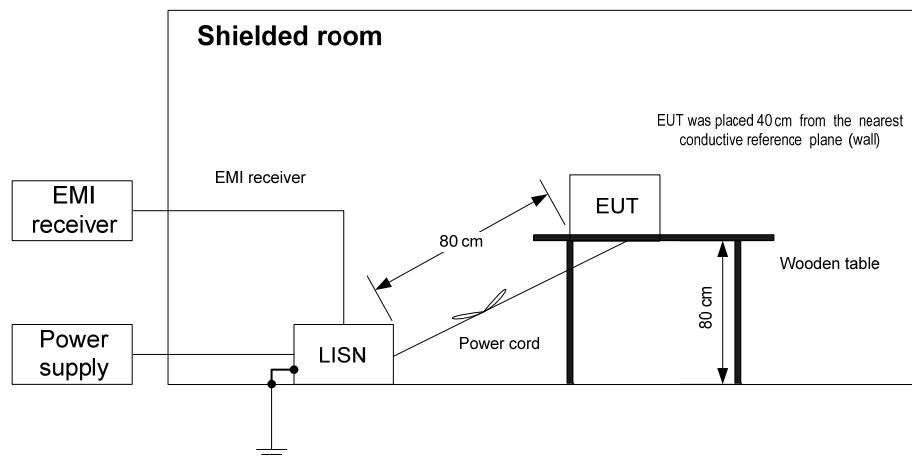 Shielded room
EUT was placed 40 cm from the nearest
conductive reference plane (wall)
EMI receiver
EMI
receiver
EUT
80 cm
Wooden table
80 cm
Power
supply
LISN
Power cord